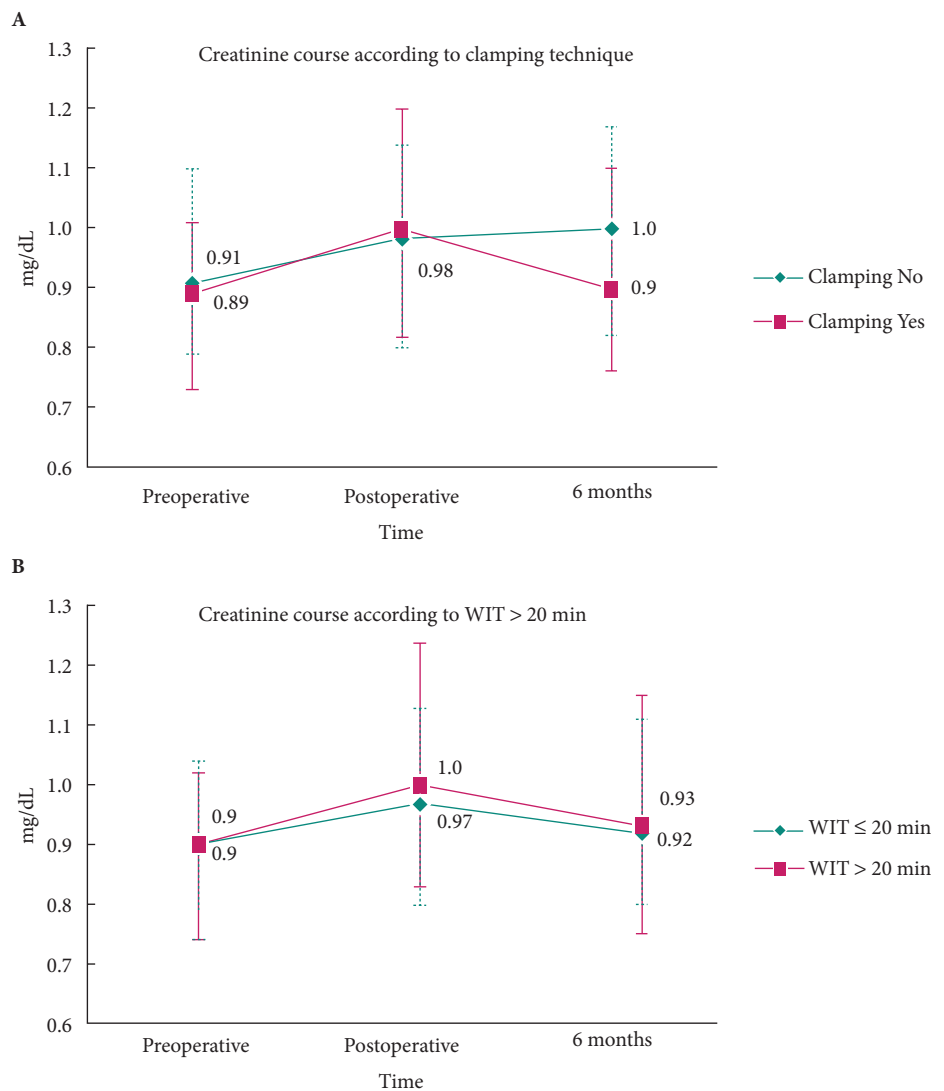 A
Creatinine course according to clamping technique
1.3
1.2
1.1
1.0
0.9
0.8
0.7
0.6
mg/dL
0.91
0.89
0.98
1.0
0.9
Preoperative
Postoperative
6 months
Time
Clamping No
Clamping Yes
B
Creatinine course according to WIT > 20 min
1.3
1.2
1.1
1.0
0.9
0.8
0.7
0.6
mg/dL
0.9
0.9
1.0
0.97
0.93
0.92
Preoperative
Postoperative
6 months
Time
WIT ≤ 20 min
WIT > 20 min